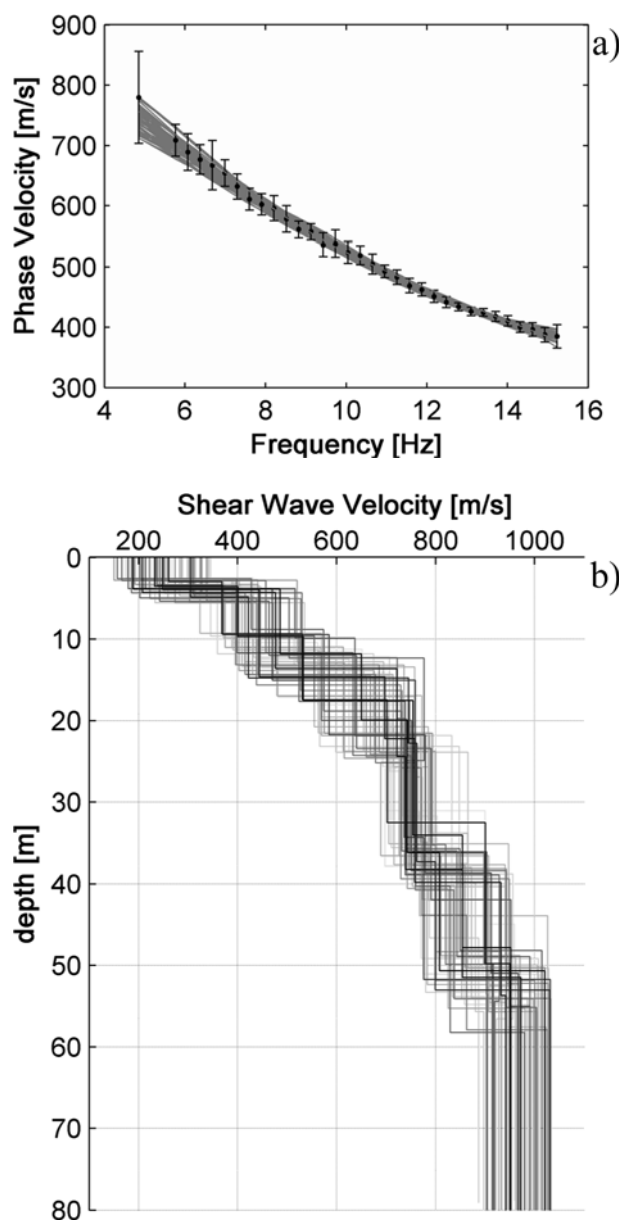 a)
900
800
700
600
500
400
300
Phase Velocity [m/s]
4 6 8 10 12 14 16
Frequency [Hz]
Shear Wave Velocity [m/s]
200 400 600 800 1000
b)
0
10
20
30
40
50
60
70
80
depth [m]